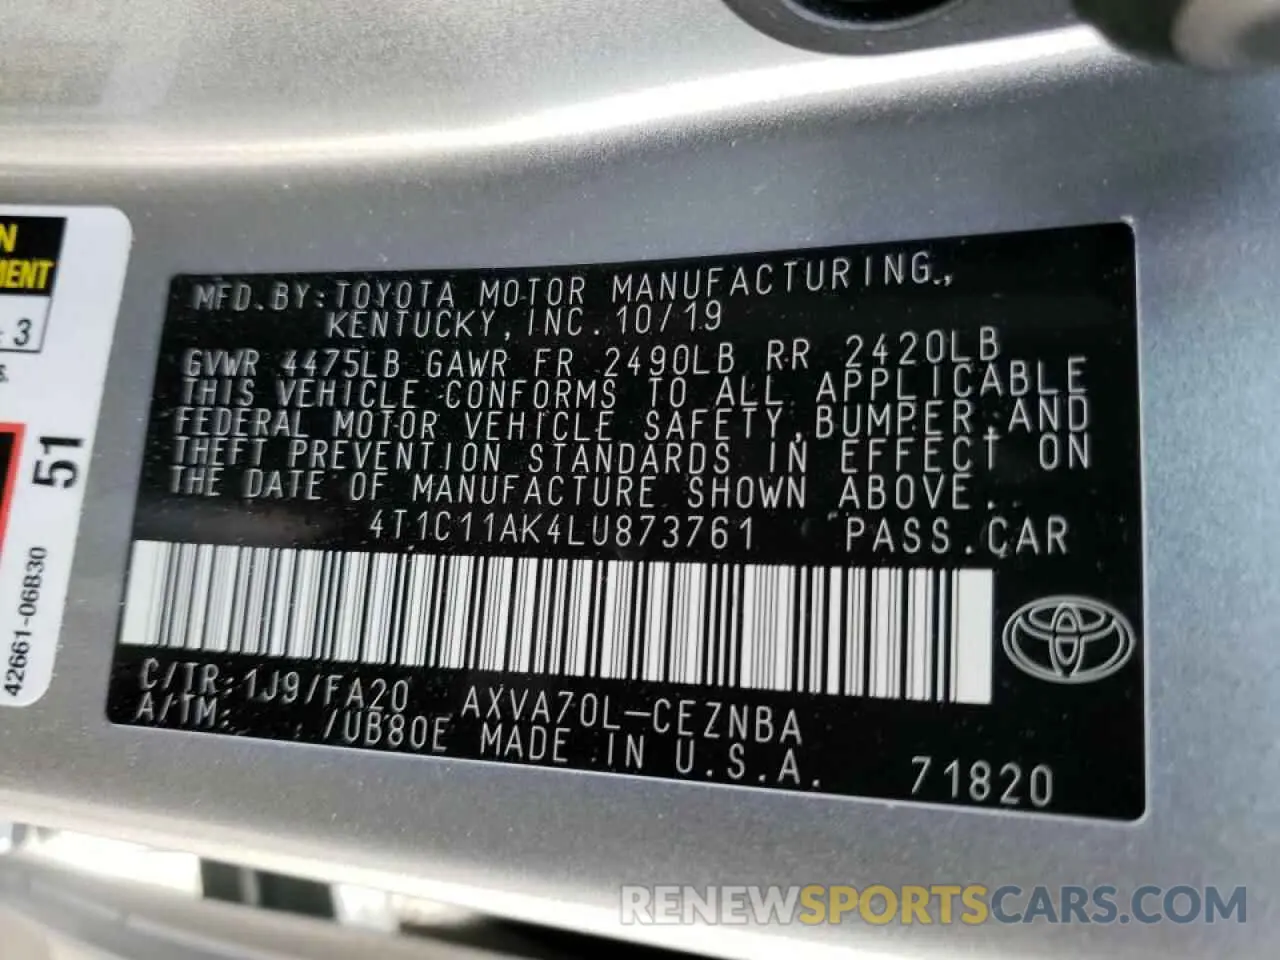 N
MENT
3
s.
51
42661-06B30
MFD.BY:TOYOTA MOTOR MANUFACTURING.,
KENTUCKY, INC. 10/19
GVWR 4475LB GAWR FR 2490LB RR 2420LB
THIS VEHICLE CONFORMS TO ALL APPLICABLE
FEDERAL MOTOR VEHICLE SAFETY, BUMPER, AND
THEFT PREVENTION STANDARDS IN EFFECT ON
THE DATE OF MANUFACTURE SHOWN ABOVE.
4T1C11AK4LU873761 PASS.CAR
C/TR:1J9/FA20 AXVA70L-CEZNBA
A/TM: /UB80E MADE IN U.S.A.
71820
RENEWSPORTSCARS.COM